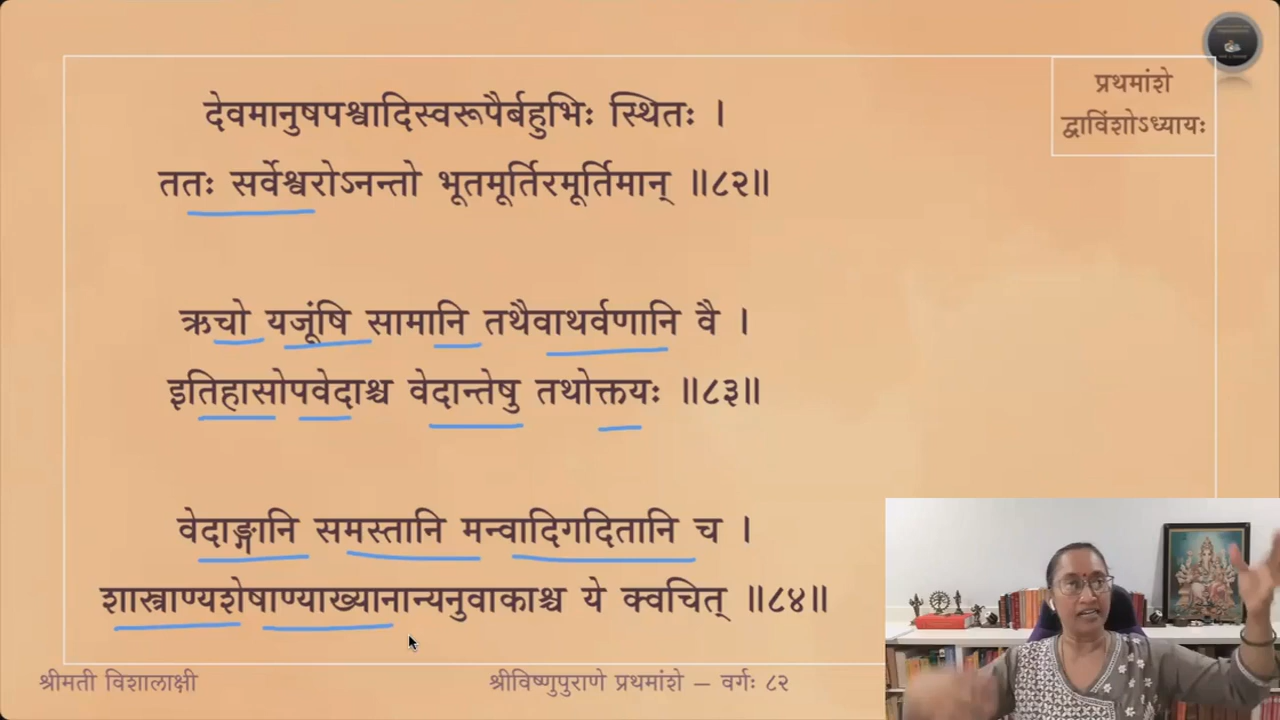 प्रथमांशे
द्वाविंशोऽध्यायः
देवमानुषपश्वादिस्वरूपैर्बहुभिः स्थितः ।
ततः सर्वेश्वरोऽनन्तो भूतमूर्तिरमूर्तिमान् ॥८२॥
ऋचो यजूंषि सामानि तथैवाथर्वणानि वै ।
इतिहासोपवेदाश्च वेदान्तेषु तथोक्तयः ॥८३॥
वेदाङ्गानि समस्तानि मन्वादिगदितानि च ।
शास्त्राण्यशेषाण्याख्यानान्यनुवाकाश्च ये क्वचित् ॥८४॥
श्रीमती विशालाक्षी
श्रीविष्णुपुराणे प्रथमांशे – वर्गः ८२